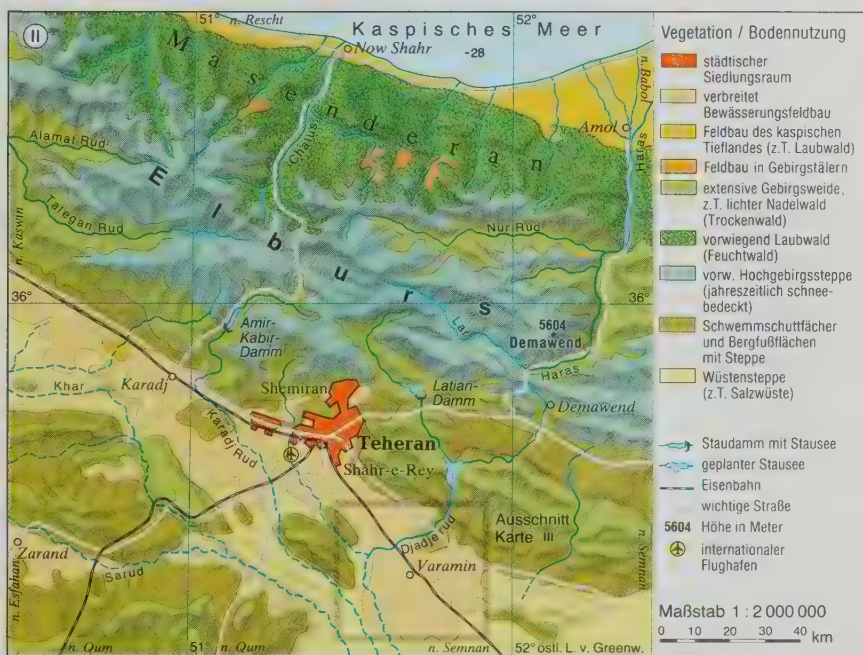 II
51°
n. Rescht
Kaspisches Meer
-28
52°
Now Shahr
Masenderan
n. Babol
Amol
Haras
Chalus
Alamat Rud
Elburs
Talegan Rud
Nur Rud
n. Kaswin
36°
36°
Amir-
Kabir-
Damm
Lar
5604
Demawend
Haras
Karadj
Khar
Shemiran
Latian-
Damm
Demawend
Karadj Rud
Teheran
Shahr-e-Rey
Ausschnitt
Karte III
Djadjerud
Zarand
Sarud
Varamin
n. Esfahan
n. Semnan
n. Qum
51°
n. Qum
n. Semnan
52° östl. L. v. Greenw.
Vegetation / Bodennutzung
städtischer
Siedlungsraum
verbreitet
Bewässerungsfeldbau
Feldbau des kaspischen
Tieflandes (z.T. Laubwald)
Feldbau in Gebirgstälern
extensive Gebirgsweide,
z.T. lichter Nadelwald
(Trockenwald)
vorwiegend Laubwald
(Feuchtwald)
vorw. Hochgebirgssteppe
(jahreszeitlich schnee-
bedeckt)
Schwemmschuttfächer
und Bergfußflächen
mit Steppe
Wüstensteppe
(z.T. Salzwüste)
Staudamm mit Stausee
geplanter Stausee
Eisenbahn
wichtige Straße
5604 Höhe in Meter
internationaler
Flughafen
Maßstab 1 : 2 000 000
0 10 20 30 40 km